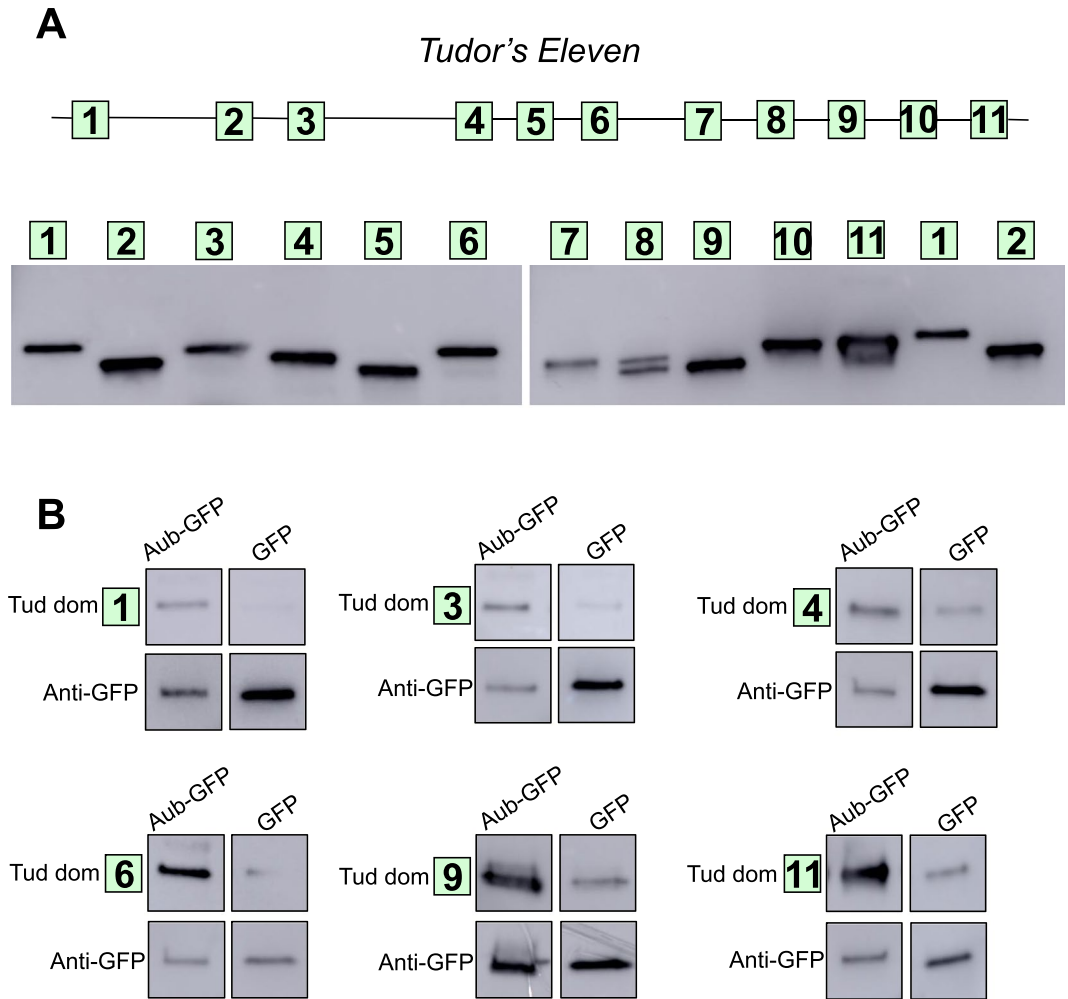 A
Tudor's Eleven
1 2 3 4 5 6 7 8 9 10 11
1 2 3 4 5 6 7 8 9 10 11 1 2
B
Aub-GFP GFP Aub-GFP GFP Aub-GFP GFP
Tud dom 1 Tud dom 3 Tud dom 4
Anti-GFP Anti-GFP Anti-GFP
Aub-GFP GFP Aub-GFP GFP Aub-GFP GFP
Tud dom 6 Tud dom 9 Tud dom 11
Anti-GFP Anti-GFP Anti-GFP